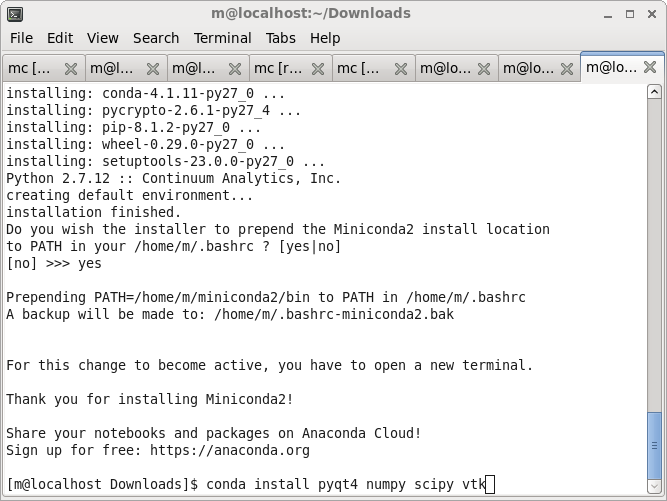 m@localhost:~/Downloads
File Edit View Search Terminal Tabs Help
mc [... m@l... m@l... mc [r... mc [... m@lo... m@lo... m@lo...
installing: conda-4.1.11-py27_0 ...
installing: pycrypto-2.6.1-py27_4 ...
installing: pip-8.1.2-py27_0 ...
installing: wheel-0.29.0-py27_0 ...
installing: setuptools-23.0.0-py27_0 ...
Python 2.7.12 :: Continuum Analytics, Inc.
creating default environment...
installation finished.
Do you wish the installer to prepend the Miniconda2 install location
to PATH in your /home/m/.bashrc ? [yes|no]
[no] >>> yes
Prepending PATH=/home/m/miniconda2/bin to PATH in /home/m/.bashrc
A backup will be made to: /home/m/.bashrc-miniconda2.bak
For this change to become active, you have to open a new terminal.
Thank you for installing Miniconda2!
Share your notebooks and packages on Anaconda Cloud!
Sign up for free: https://anaconda.org
[m@localhost Downloads]$ conda install pyqt4 numpy scipy vtk